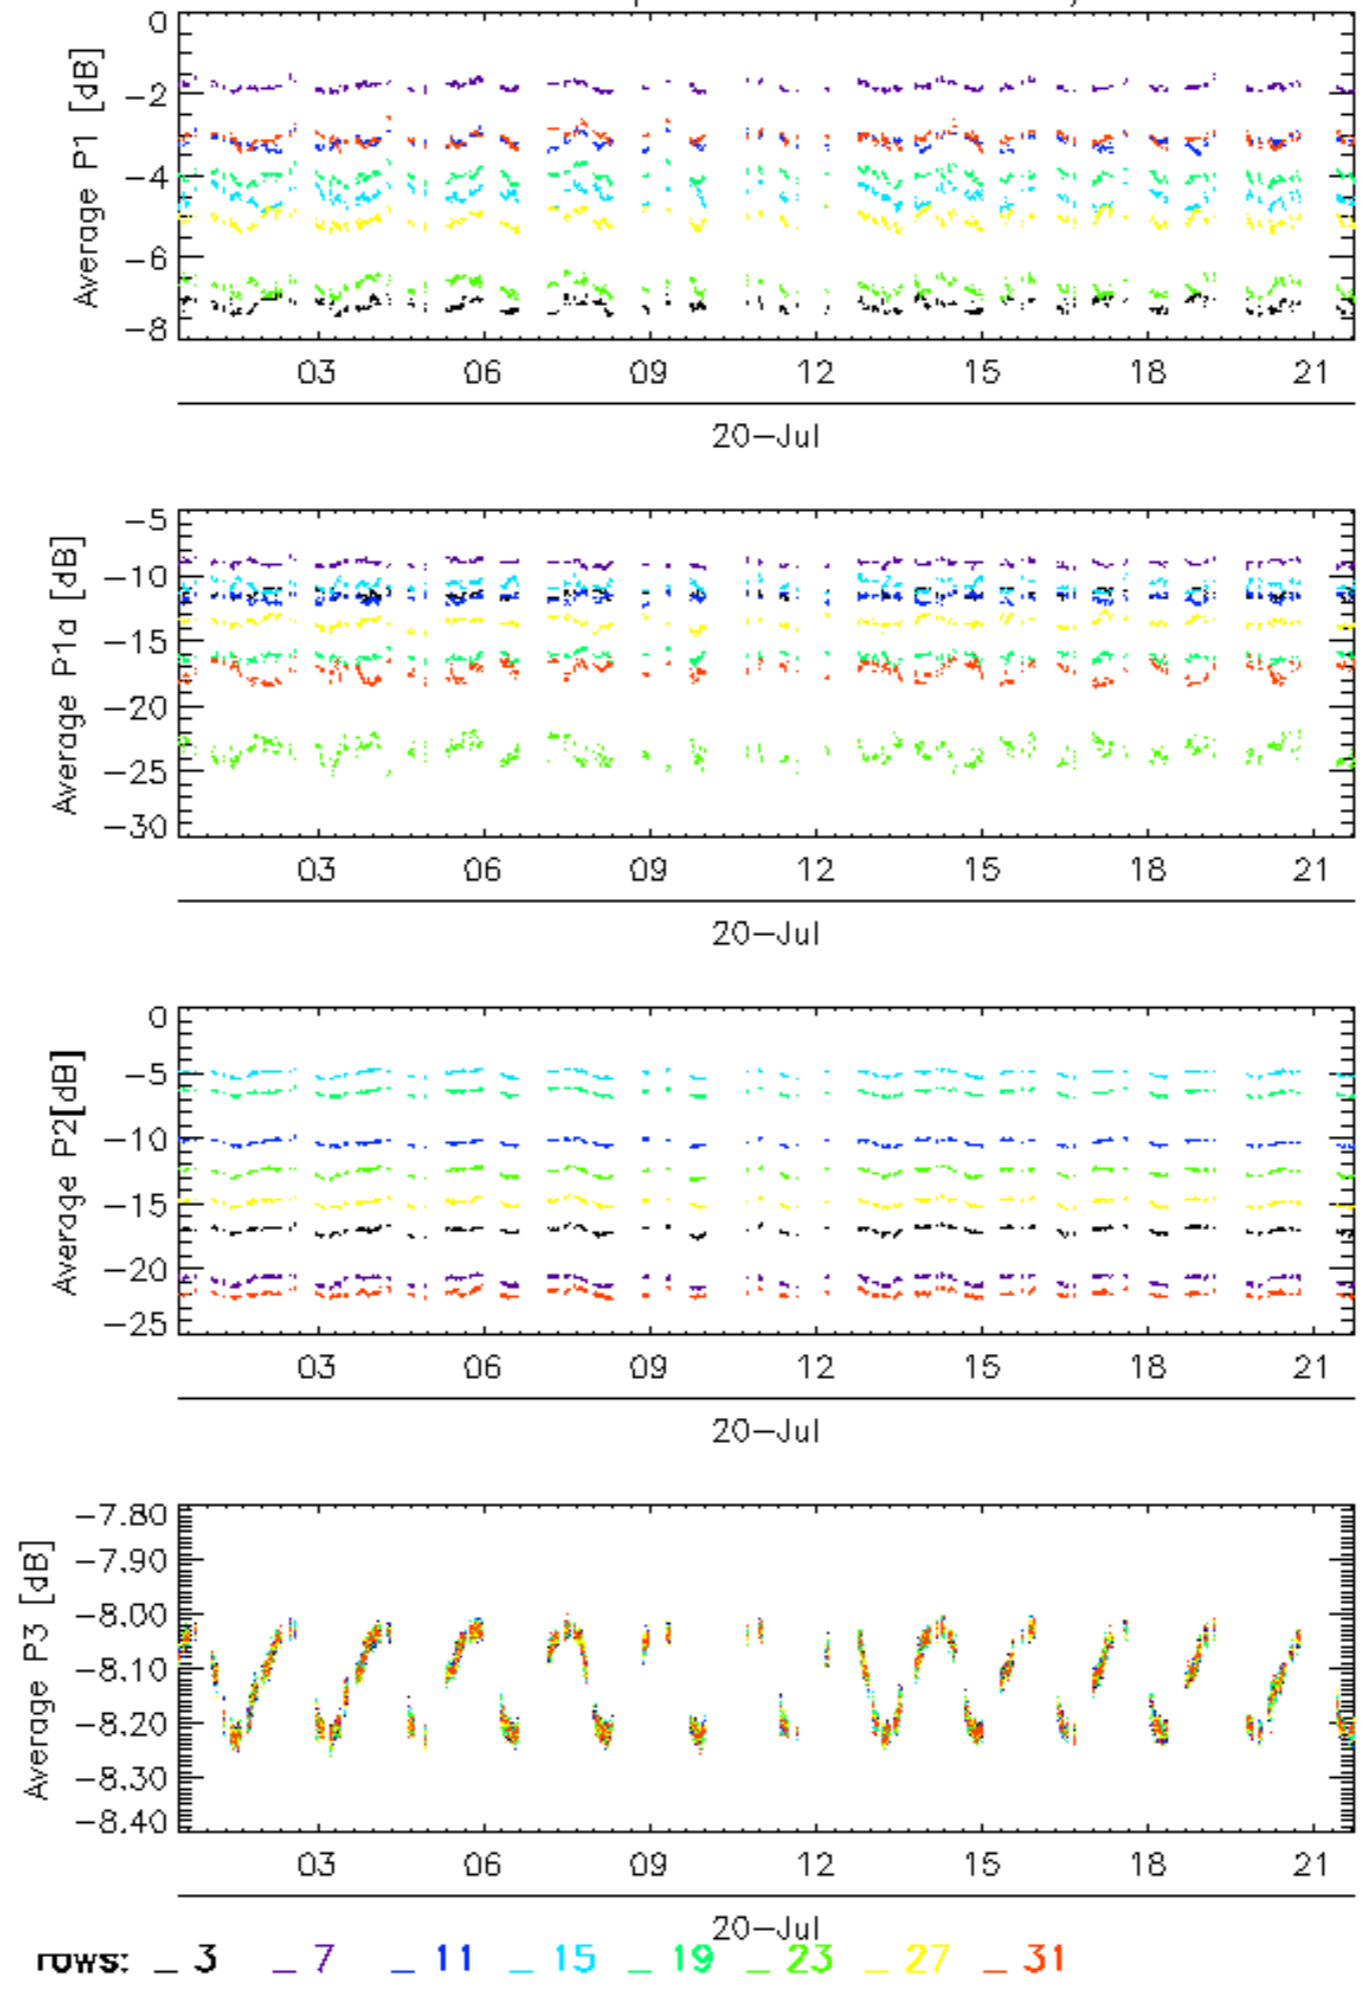 0
−2
−4
−6
−8
Average P1 [dB]
03 06 09 12 15 18 21
20−Jul
−5
−10
−15
−20
−25
−30
Average P1a [dB]
03 06 09 12 15 18 21
20−Jul
0
−5
−10
−15
−20
−25
Average P2[dB]
03 06 09 12 15 18 21
20−Jul
−7.80
−7.90
−8.00
−8.10
−8.20
−8.30
−8.40
Average P3 [dB]
03 06 09 12 15 18 21
20−Jul
rows: _ 3 _ 7 _ 11 _ 15 _ 19 _ 23 _ 27 _ 31